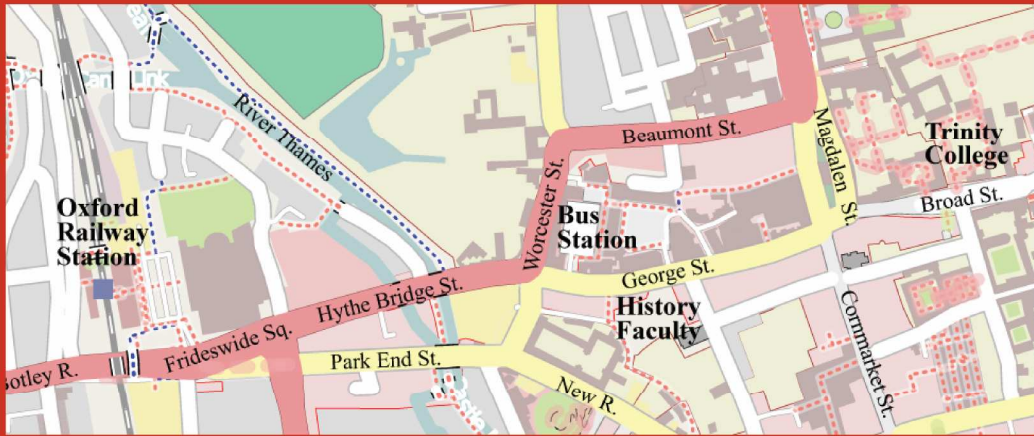 Link
River Thames
Beaumont St.
Magdalen St.
Trinity
College
Broad St.
Oxford
Railway
Station
Worcester St.
Bus
Station
George St.
History
Faculty
Hythe Bridge St.
Frideswide Sq.
Botley R.
Park End St.
New R.
Cornmarket St.